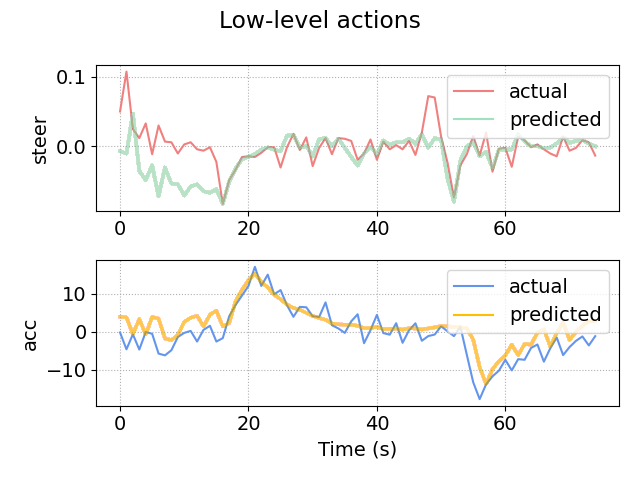 Low-level actions
steer
0.1
0.0
actual
predicted
0
20
40
60
acc
10
0
−10
actual
predicted
0
20
40
60
Time (s)